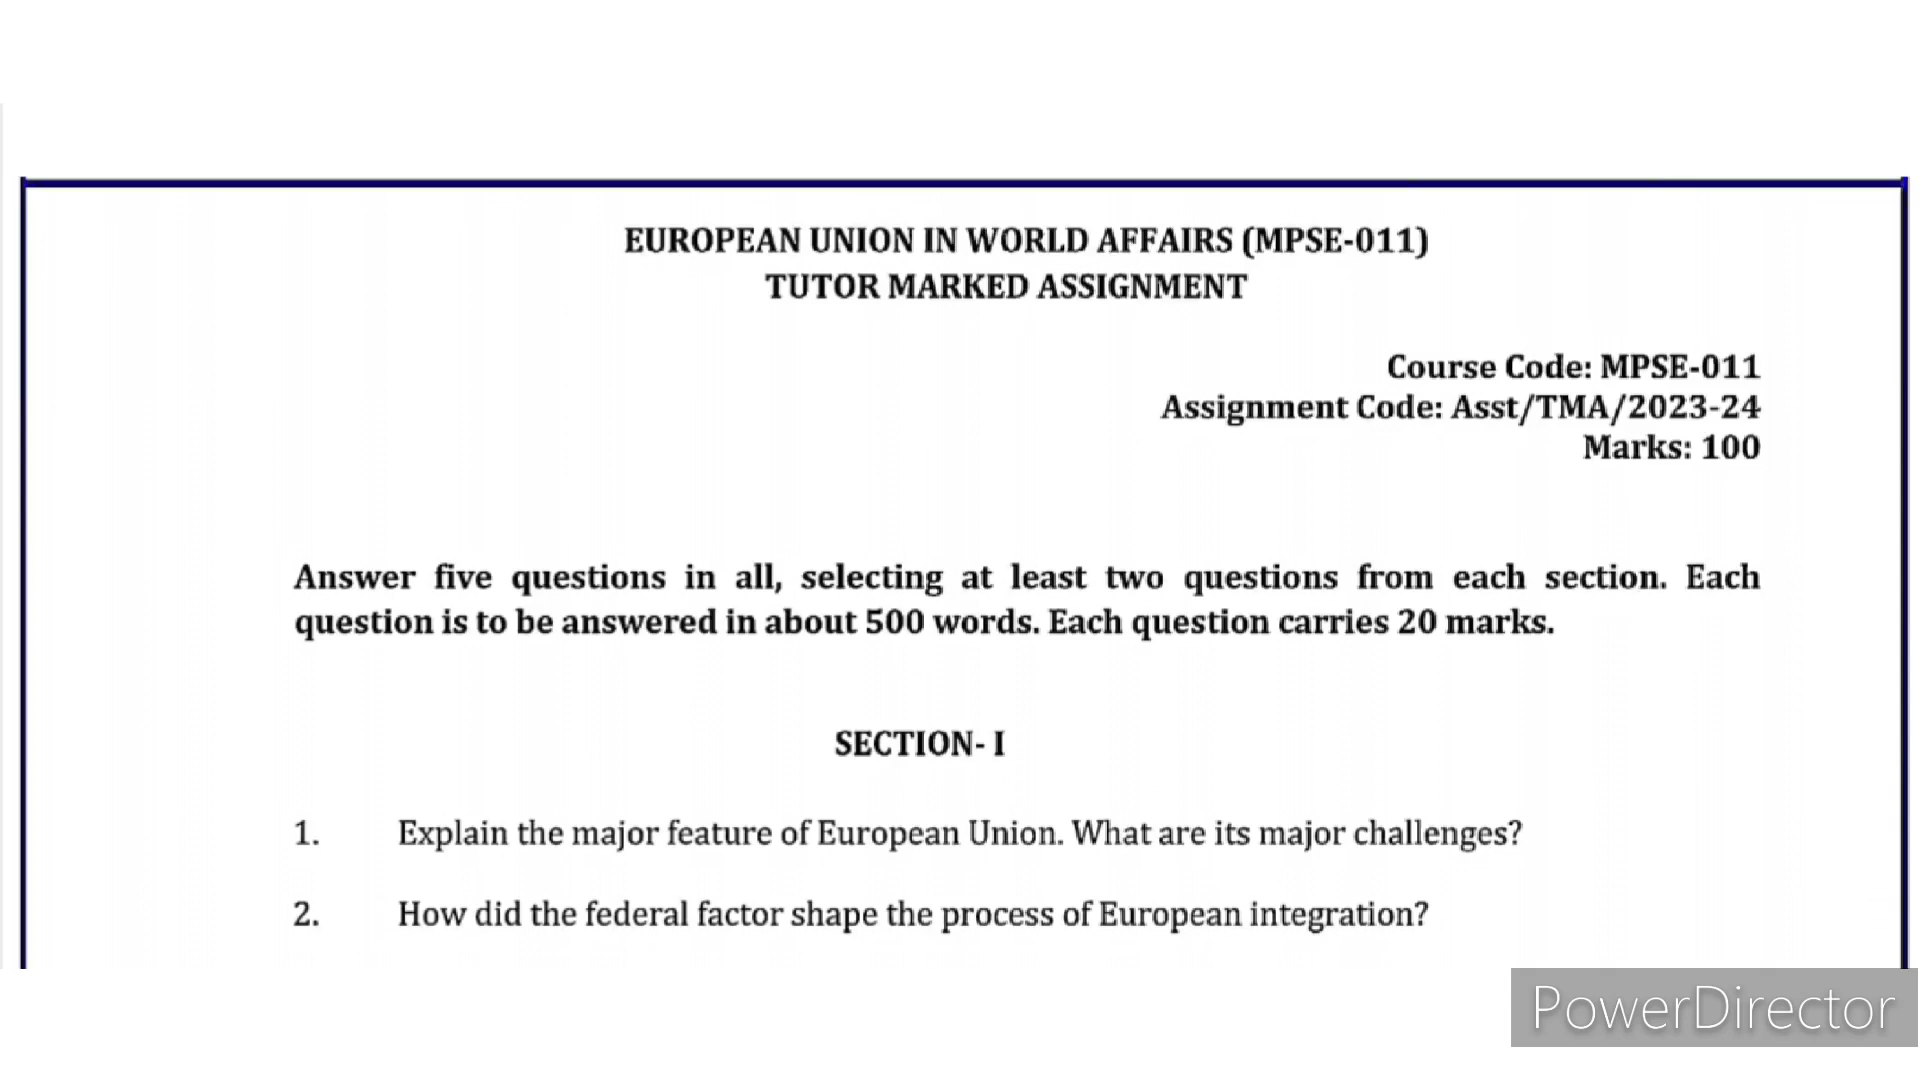 EUROPEAN UNION IN WORLD AFFAIRS (MPSE-011)
TUTOR MARKED ASSIGNMENT
Course Code: MPSE-011
Assignment Code: Asst/TMA/2023-24
Marks: 100
Answer five questions in all, selecting at least two questions from each section. Each
question is to be answered in about 500 words. Each question carries 20 marks.
SECTION- I
1. Explain the major feature of European Union. What are its major challenges?
2. How did the federal factor shape the process of European integration?
PowerDirector